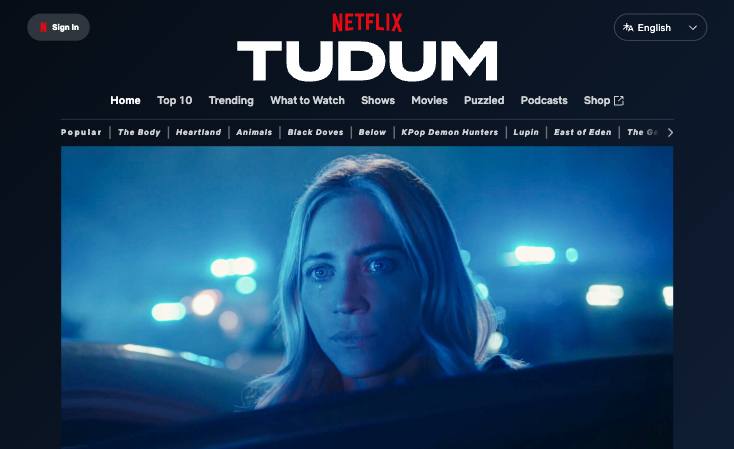 NETFLIX
Sign In
English
TUDUM
Home Top 10 Trending What to Watch Shows Movies Puzzled Podcasts Shop
Popular The Body Heartland Animals Black Doves Below KPop Demon Hunters Lupin East of Eden The